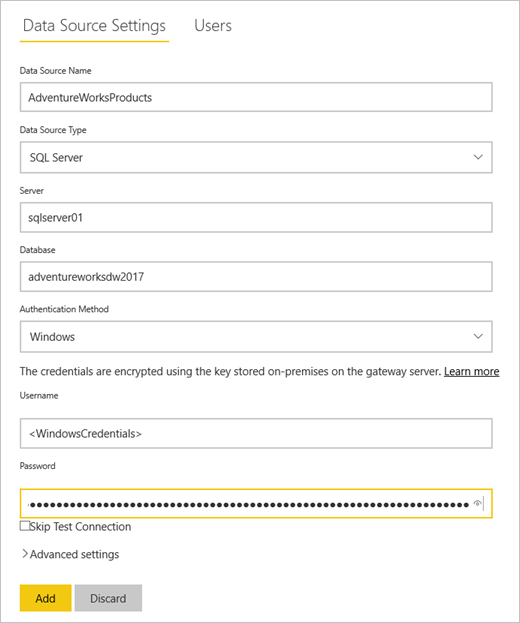 Data Source Settings Users
Data Source Name
AdventureWorksProducts
Data Source Type
SQL Server
Server
sqlserver01
Database
adventureworksdw2017
Authentication Method
Windows
The credentials are encrypted using the key stored on-premises on the gateway server. Learn more
Username
<WindowsCredentials>
Password
Skip Test Connection
Advanced settings
Add Discard